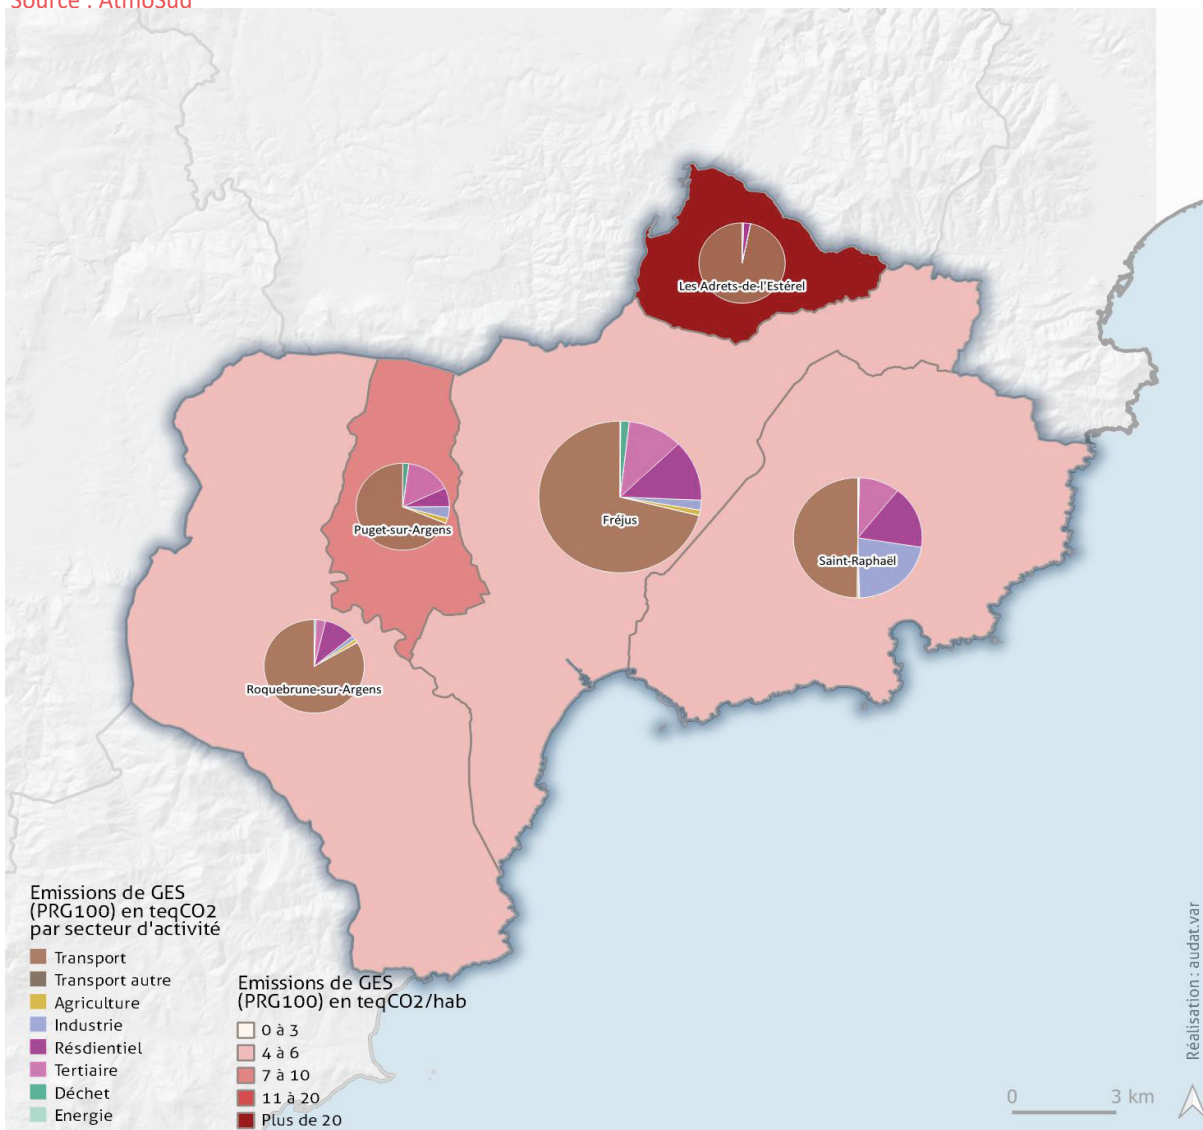 Source : AtmoSud
Les Adrets-de-l'Estérel
Puget-sur-Argens
Fréjus
Saint-Raphaël
Roquebrune-sur-Argens
Emissions de GES
(PRG100) en teqCO2
par secteur d'activité
Transport
Transport autre
Agriculture
Industrie
Résdientiel
Tertiaire
Déchet
Energie
Emissions de GES
(PRG100) en teqCO2/hab
0 à 3
4 à 6
7 à 10
11 à 20
Plus de 20
0 3 km
Réalisation : audat.var